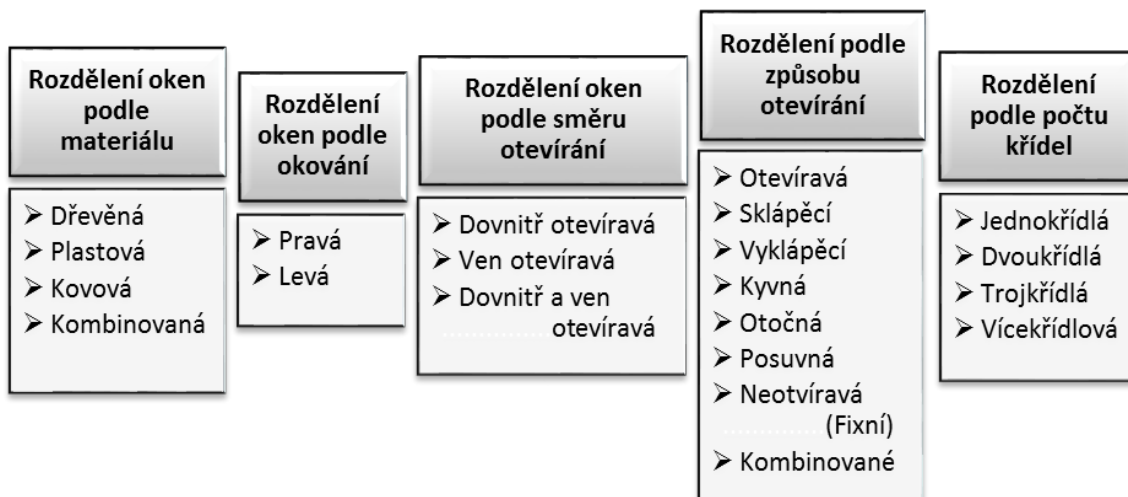 Rozdělení oken
podle
materiálu
➢ Dřevěná
➢ Plastová
➢ Kovová
➢ Kombinovaná
Rozdělení
oken podle
okování
➢ Pravá
➢ Levá
Rozdělení oken
podle směru
otevírání
➢ Dovnitř otevíravá
➢ Ven otevíravá
➢ Dovnitř a ven
otevíravá
Rozdělení podle
způsobu
otevírání
➢ Otevíravá
➢ Sklápěcí
➢ Vyklápěcí
➢ Kyvná
➢ Otočná
➢ Posuvná
➢ Neotvíravá
(Fixní)
➢ Kombinované
Rozdělení
podle počtu
křídel
➢ Jednokřídlá
➢ Dvoukřídlá
➢ Trojkřídlá
➢ Vícekřídlová